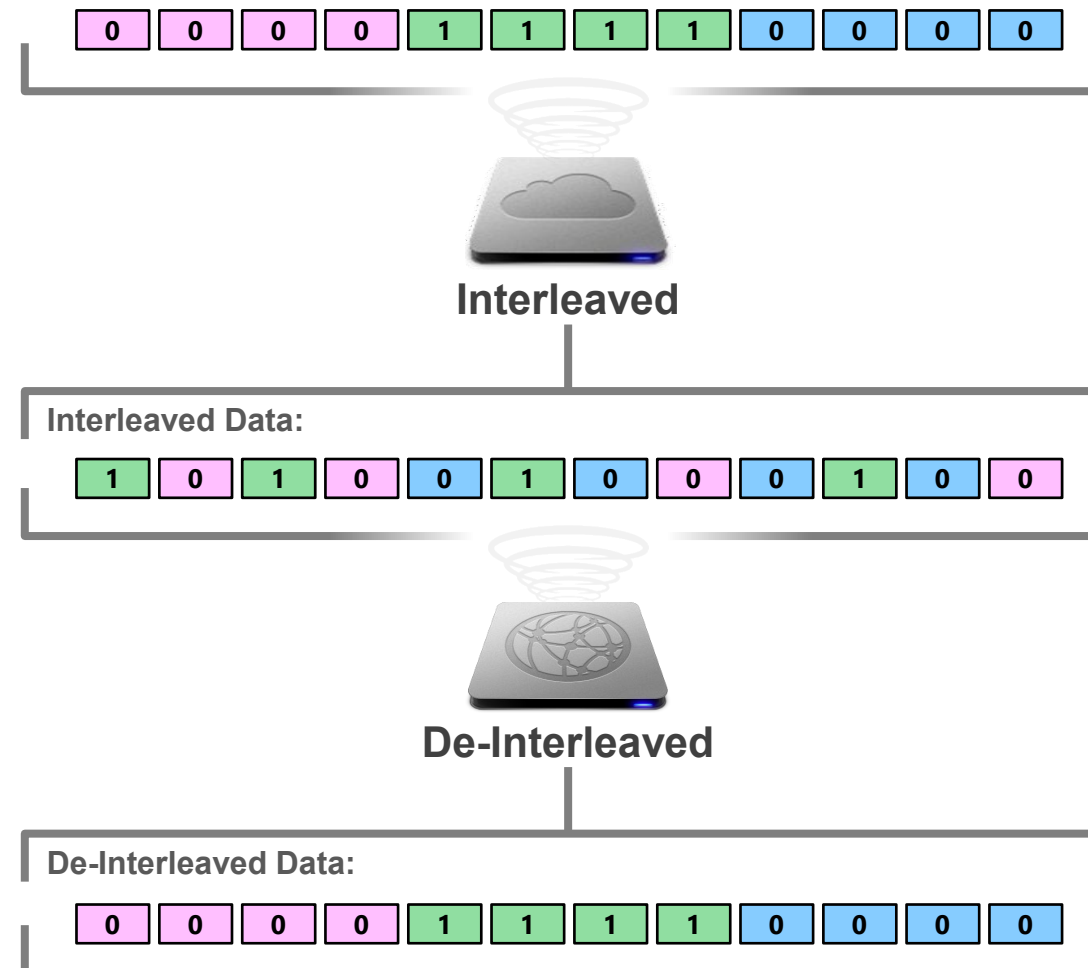 0 0 0 0 1 1 1 1 0 0 0 0
Interleaved
Interleaved Data:
1 0 1 0 0 1 0 0 0 1 0 0
De-Interleaved
De-Interleaved Data:
0 0 0 0 1 1 1 1 0 0 0 0